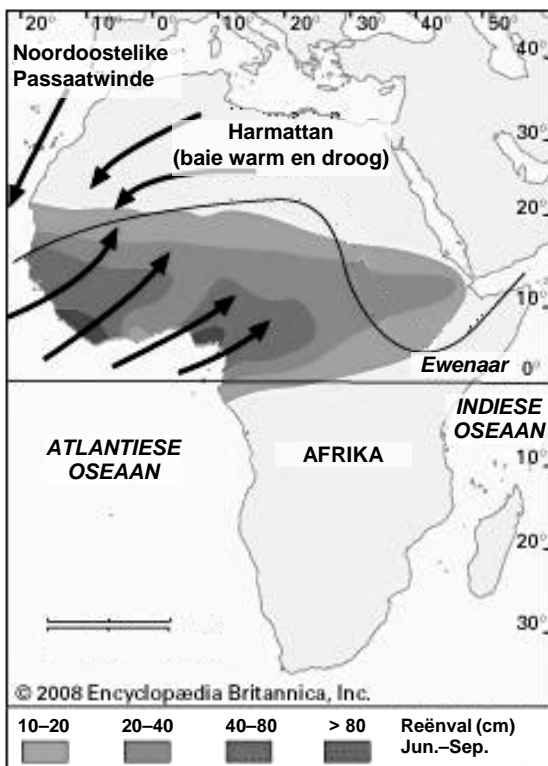 20° 10° 0° 10° 20° 30° 40° 50°
Noordoostelike
Passaatwinde
40°
Harmattan
(baie warm en droog)
30°
20°
10°
Ewenaar
0°
INDIESE
OSEAAN
ATLANTIESE
OSEAAN
AFRIKA
10°
20°
30°
© 2008 Encyclopædia Britannica, Inc.
10–20 20–40 40–80 > 80 Reënval (cm)
Jun.–Sep.